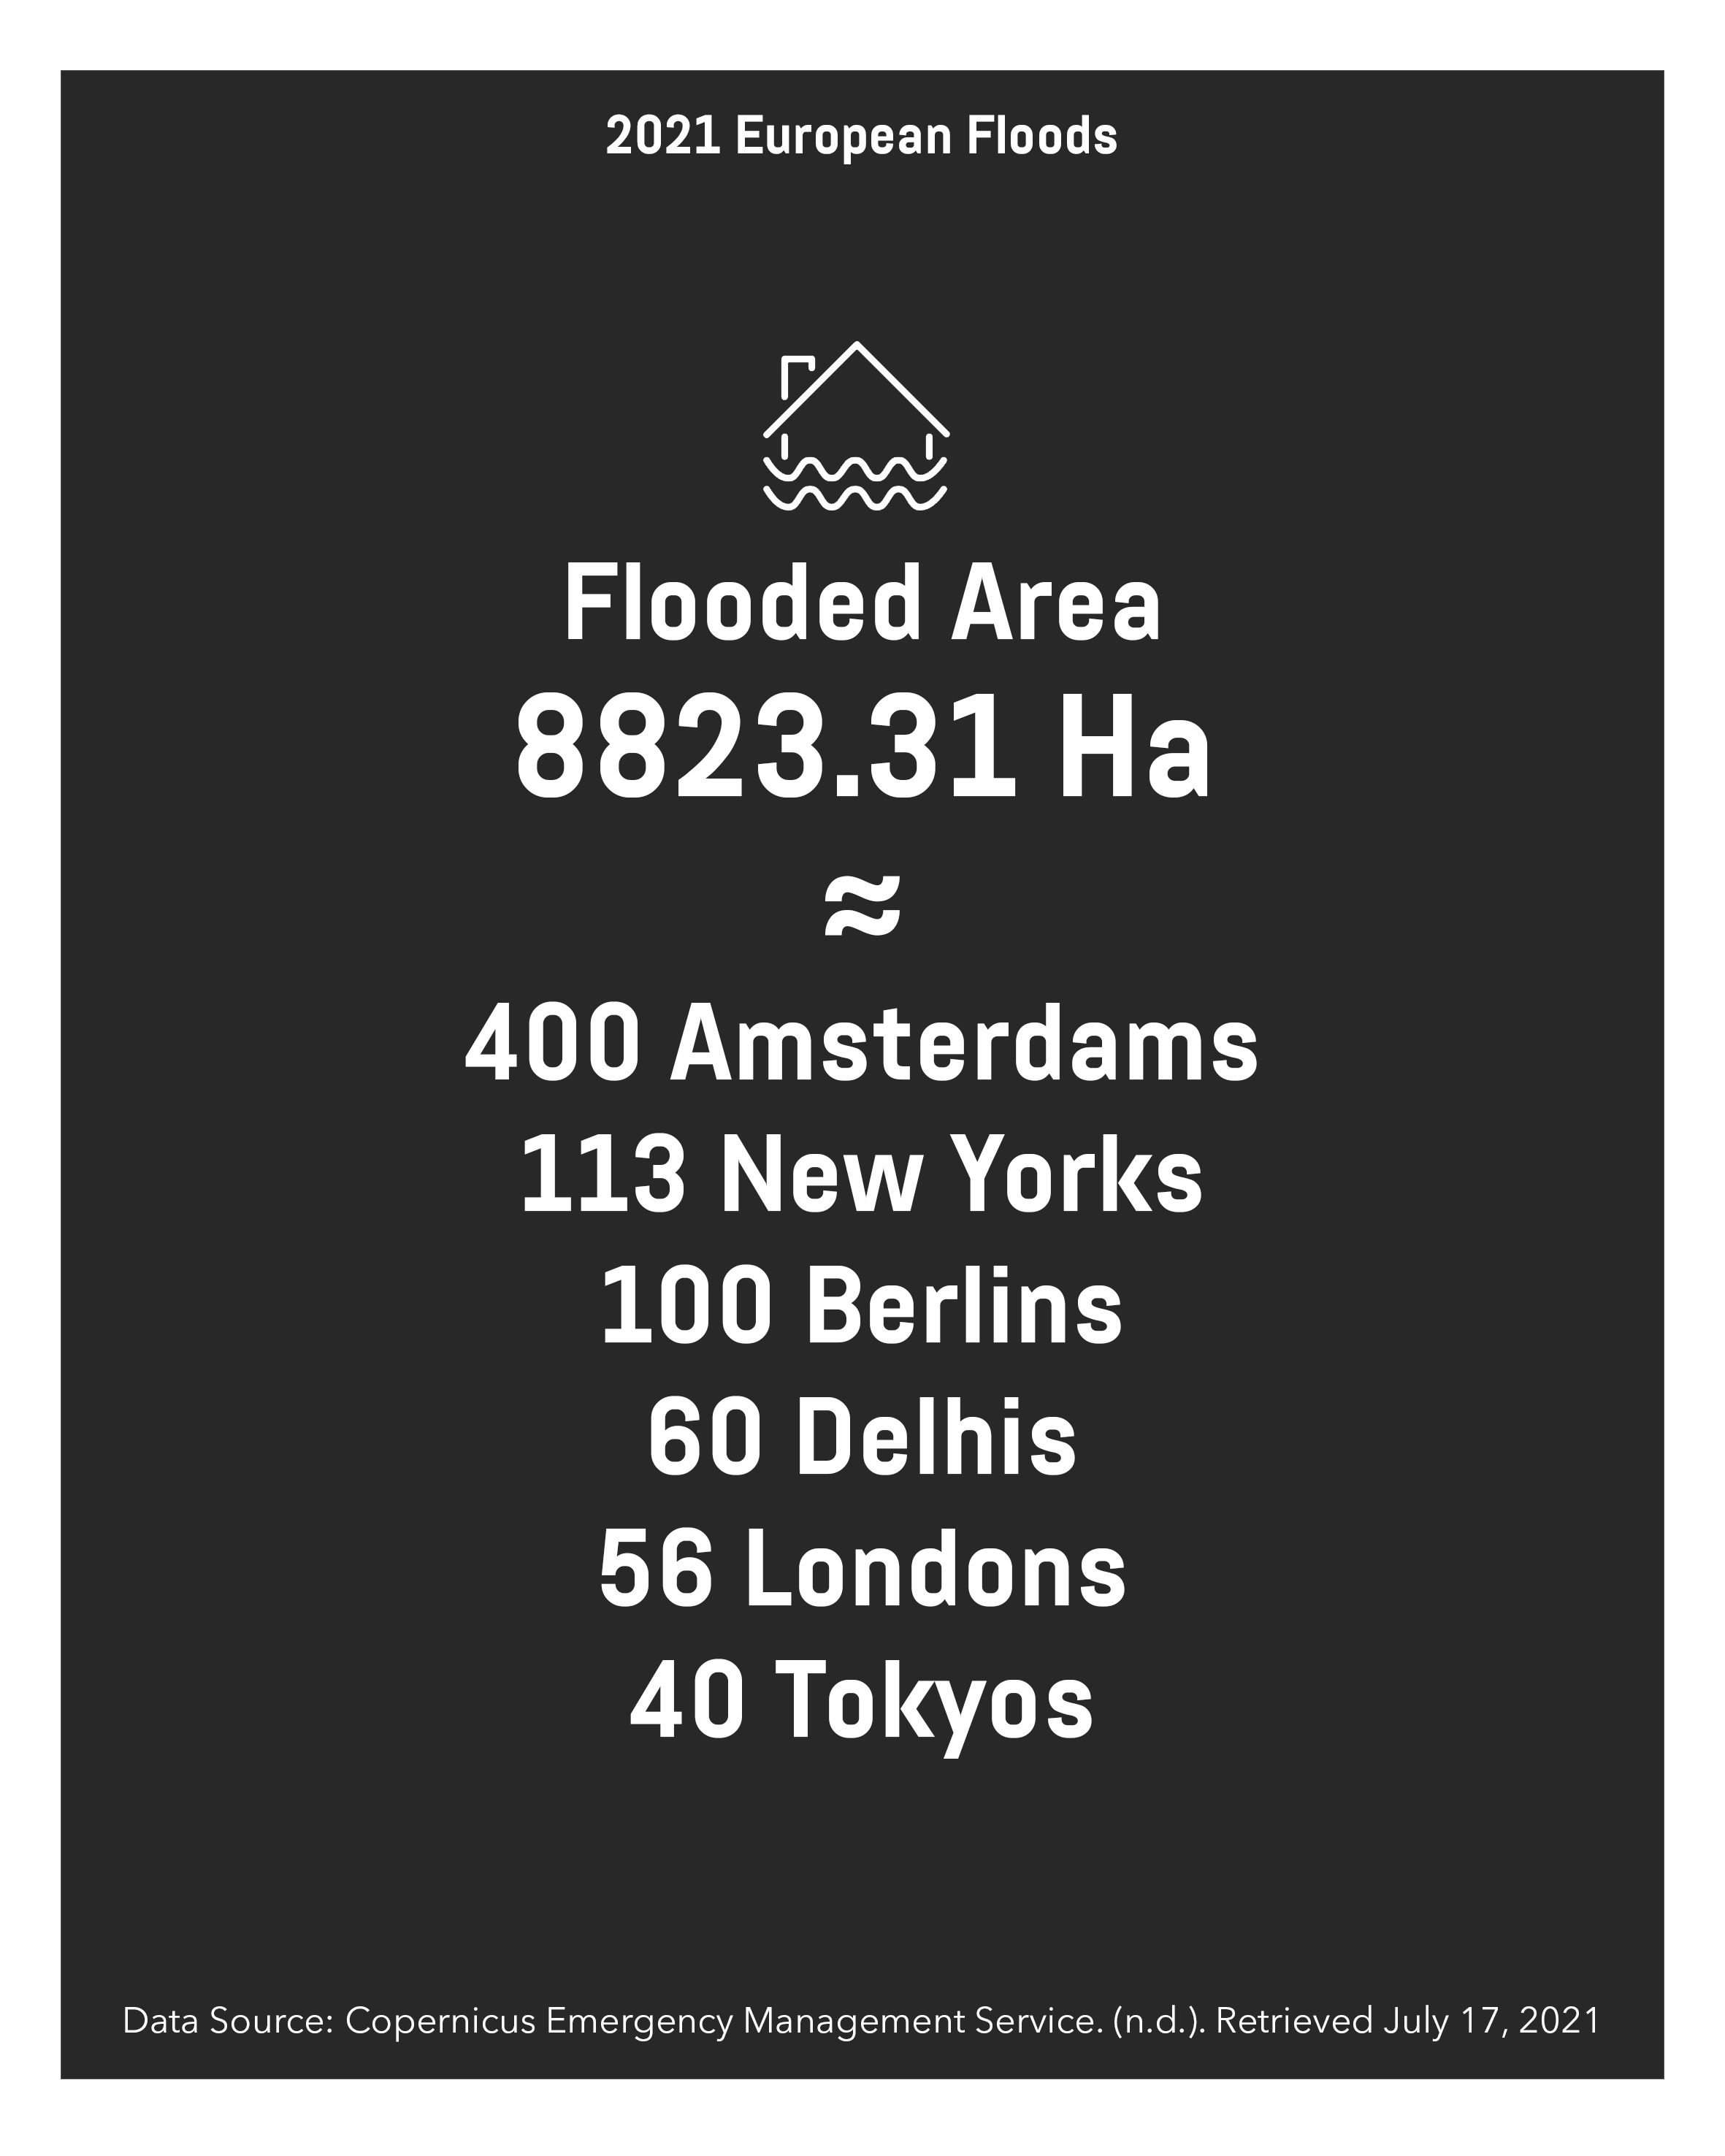 2021 European Floods
Flooded Area
8823.31 Ha
≈
400 Amsterdams
113 New Yorks
100 Berlins
60 Delhis
56 Londons
40 Tokyos
Data Source: Copernicus Emergency Management Service. (n.d.). Retrieved July 17, 2021